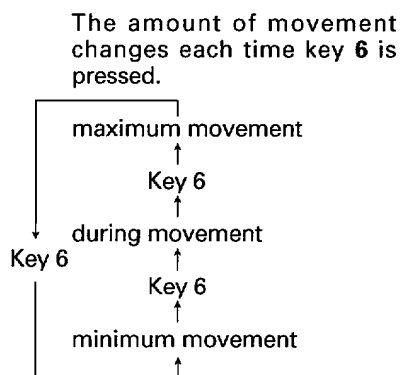 The amount of movement
changes each time key 6 is
pressed.
maximum movement
Key 6
during movement
Key 6
Key 6
minimum movement